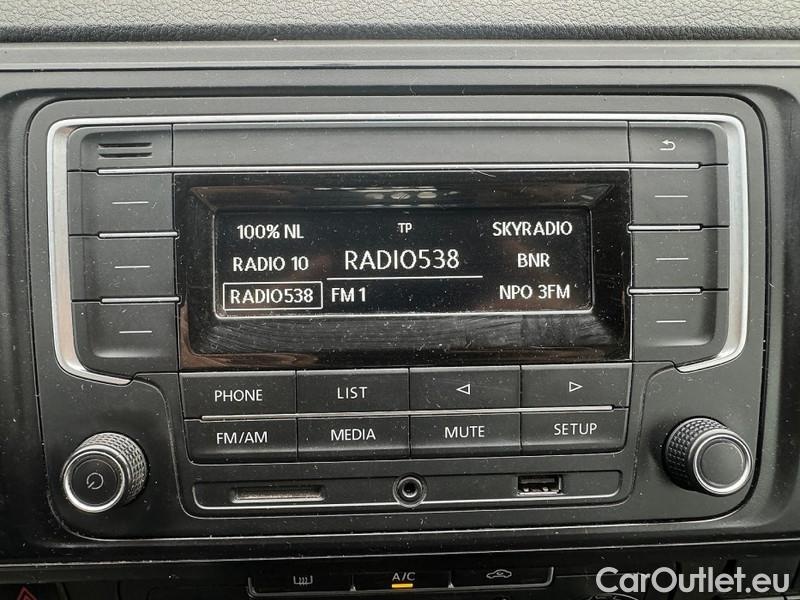 100% NL TP SKYRADIO
RADIO 10 RADIO538 BNR
RADIO538 FM 1 NPO 3FM
PHONE LIST
FM/AM MEDIA MUTE SETUP
A/C
CarOutlet.eu